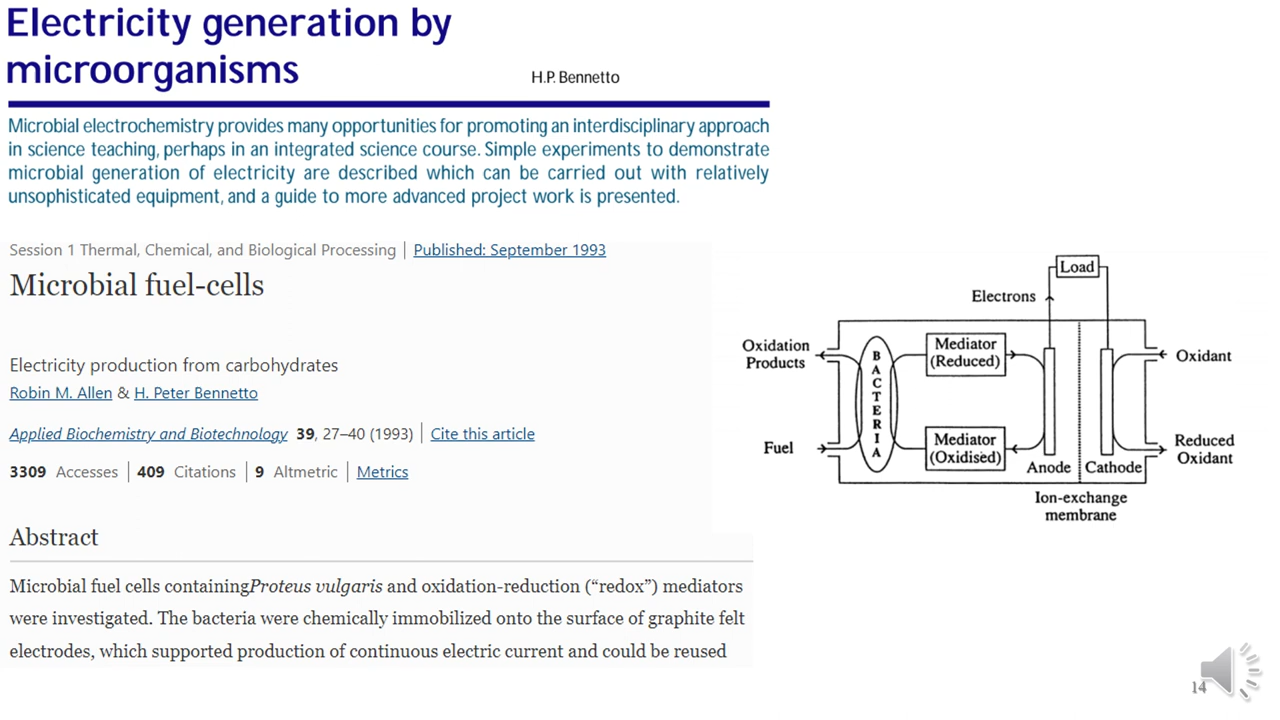 Electricity generation by
microorganisms
H.P. Bennetto
Microbial electrochemistry provides many opportunities for promoting an interdisciplinary approach
in science teaching, perhaps in an integrated science course. Simple experiments to demonstrate
microbial generation of electricity are described which can be carried out with relatively
unsophisticated equipment, and a guide to more advanced project work is presented.
Session 1 Thermal, Chemical, and Biological Processing | Published: September 1993
Microbial fuel-cells
Electricity production from carbohydrates
Robin M. Allen & H. Peter Bennetto
Applied Biochemistry and Biotechnology 39, 27–40 (1993) | Cite this article
3309 Accesses | 409 Citations | 9 Altmetric | Metrics
Abstract
Microbial fuel cells containingProteus vulgaris and oxidation-reduction (“redox”) mediators
were investigated. The bacteria were chemically immobilized onto the surface of graphite felt
electrodes, which supported production of continuous electric current and could be reused
Load
Electrons
Oxidation
Products
BACTERIA
Mediator
(Reduced)
Oxidant
Fuel
Mediator
(Oxidised)
Anode
Cathode
Reduced
Oxidant
Ion-exchange
membrane
14